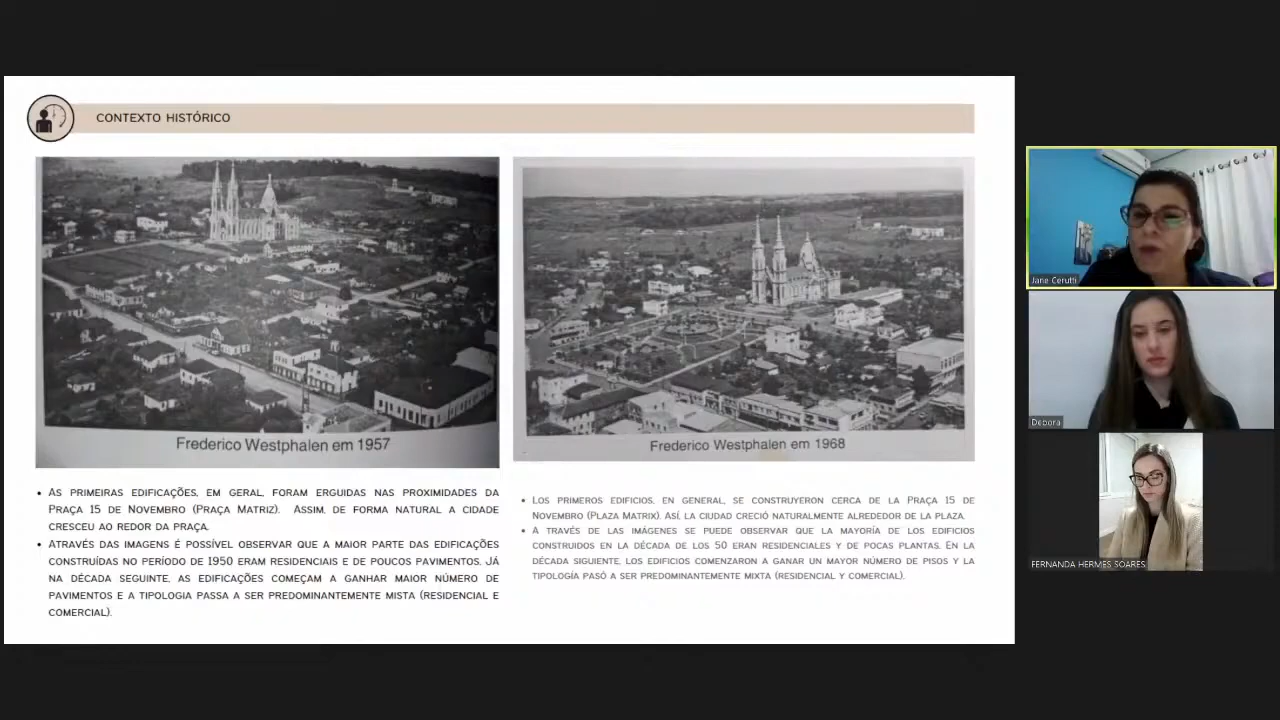 CONTEXTO HISTÓRICO
Frederico Westphalen em 1957
Frederico Westphalen em 1968
• AS PRIMEIRAS EDIFICAÇÕES, EM GERAL, FORAM ERGUIDAS NAS PROXIMIDADES DA
PRAÇA 15 DE NOVEMBRO (PRAÇA MATRIZ). ASSIM, DE FORMA NATURAL A CIDADE
CRESCEU AO REDOR DA PRAÇA.
• ATRAVÉS DAS IMAGENS É POSSÍVEL OBSERVAR QUE A MAIOR PARTE DAS EDIFICAÇÕES
CONSTRUÍDAS NO PERÍODO DE 1950 ERAM RESIDENCIAIS E DE POUCOS PAVIMENTOS. JÁ
NA DÉCADA SEGUINTE, AS EDIFICAÇÕES COMEÇAM A GANHAR MAIOR NÚMERO DE
PAVIMENTOS E A TIPOLOGIA PASSA A SER PREDOMINANTEMENTE MISTA (RESIDENCIAL E
COMERCIAL).
• LOS PRIMEROS EDIFICIOS, EN GENERAL, SE CONSTRUYERON CERCA DE LA PRAÇA 15 DE
NOVEMBRO (PLAZA MATRIX). ASÍ, LA CIUDAD CRECIÓ NATURALMENTE ALREDEDOR DE LA PLAZA.
• A TRAVÉS DE LAS IMÁGENES SE PUEDE OBSERVAR QUE LA MAYORÍA DE LOS EDIFICIOS
CONSTRUIDOS EN LA DÉCADA DE LOS 50 ERAN RESIDENCIALES Y DE POCAS PLANTAS. EN LA
DÉCADA SIGUIENTE, LOS EDIFICIOS COMENZARON A GANAR UN MAYOR NÚMERO DE PISOS Y LA
TIPOLOGÍA PASÓ A SER PREDOMINANTEMENTE MIXTA (RESIDENCIAL Y COMERCIAL).
Jane Cerutti
Debora
FERNANDA HERMES SOARES